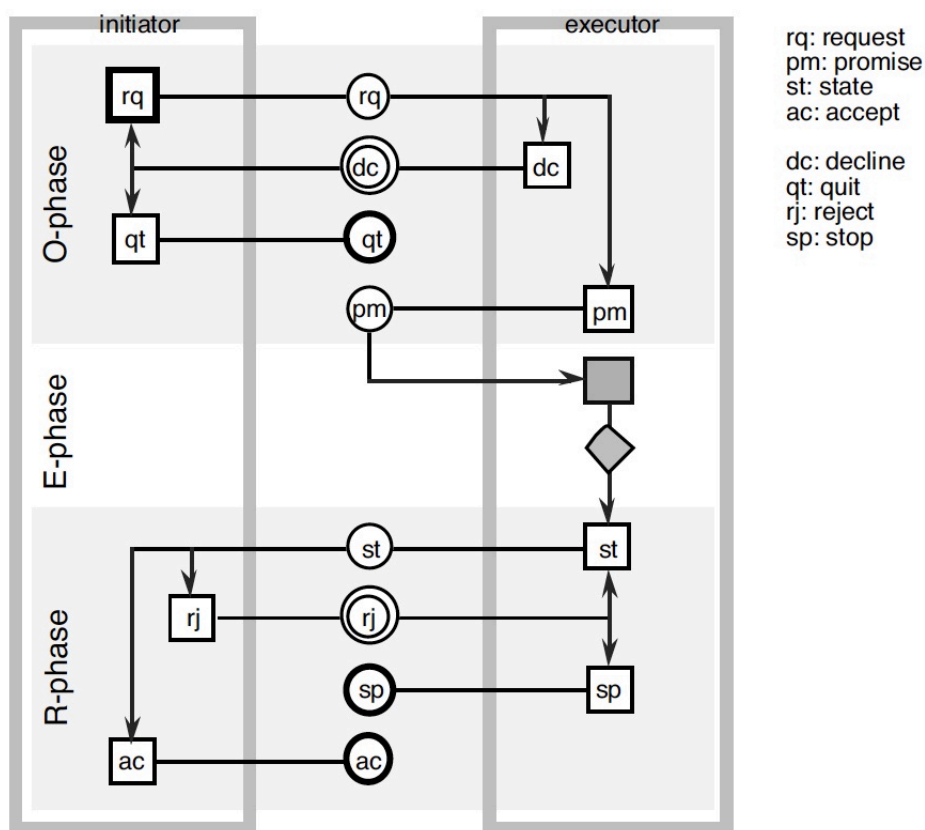 initiator
executor
rq: request
pm: promise
st: state
ac: accept
dc: decline
qt: quit
rj: reject
sp: stop
O-phase
rq
rq
dc
dc
qt
qt
pm
pm
E-phase
R-phase
st
st
rj
rj
sp
sp
ac
ac